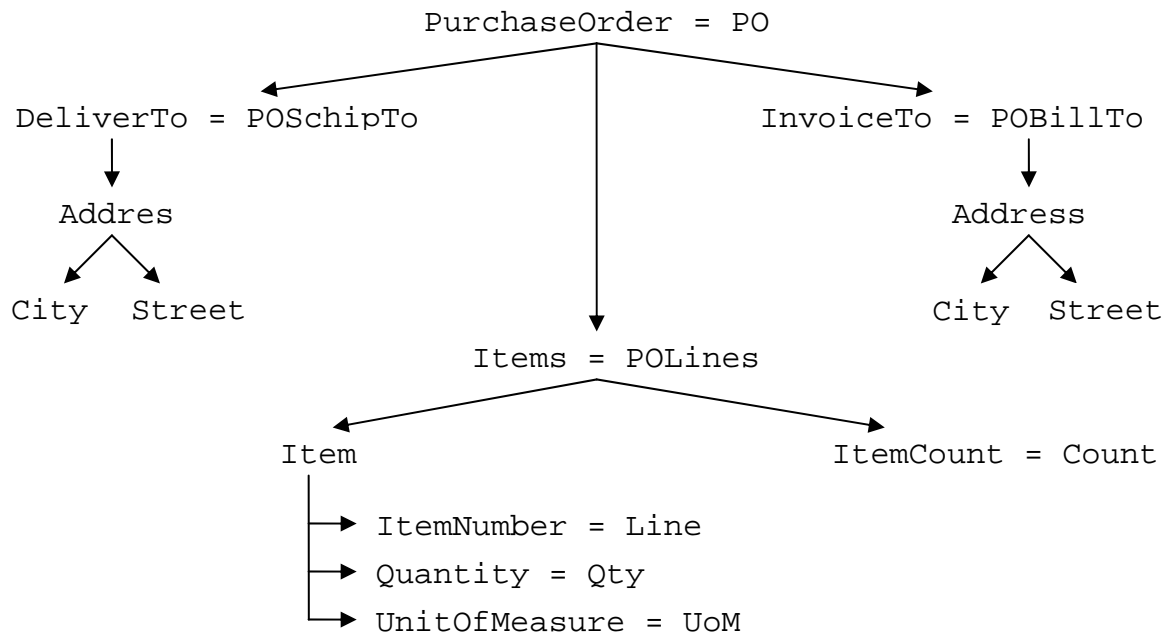 PurchaseOrder = PO
DeliverTo = POSchipTo
InvoiceTo = POBillTo
Addres
Address
City Street
City Street
Items = POLines
Item
ItemCount = Count
ItemNumber = Line
Quantity = Qty
UnitOfMeasure = UoM